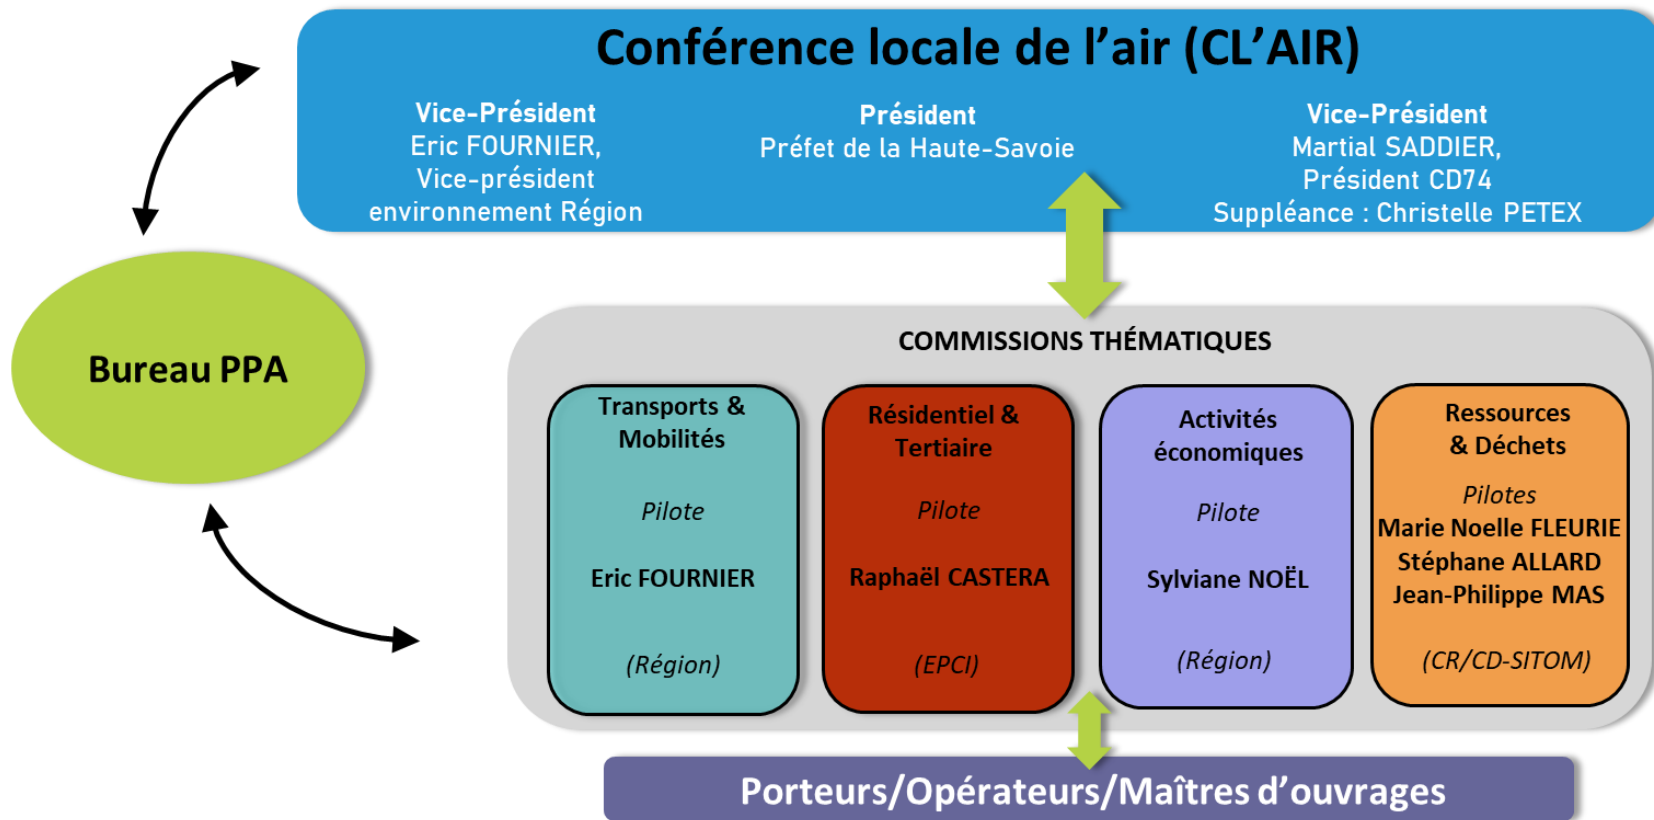 Conférence locale de l'air (CL'AIR)
Vice-Président
Eric FOURNIER,
Vice-président
environnement Région
Président
Préfet de la Haute-Savoie
Vice-Président
Martial SADDIER,
Président CD74
Suppléance : Christelle PETEX
Bureau PPA
COMMISSIONS THÉMATIQUES
Transports &
Mobilités
Pilote
Eric FOURNIER
(Région)
Résidentiel &
Tertiaire
Pilote
Raphaël CASTERA
(EPCI)
Activités
économiques
Pilote
Sylviane NOËL
(Région)
Ressources
& Déchets
Pilotes
Marie Noelle FLEURIE
Stéphane ALLARD
Jean-Philippe MAS
(CR/CD-SITOM)
Porteurs/Opérateurs/Maîtres d'ouvrages